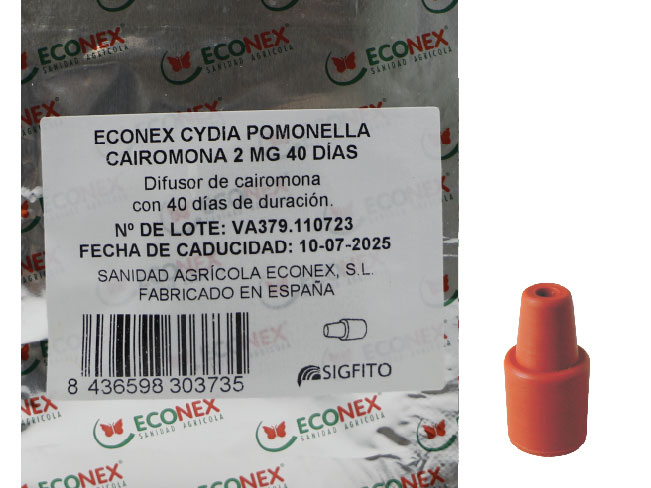 ECONEX
SANIDAD AGRÍCOLA
ECONEX
SANIDAD AGRÍCOLA
ECONEX CYDIA POMONELLA
CAIROMONA 2 MG 40 DÍAS
Difusor de cairomona
con 40 días de duración.
Nº DE LOTE: VA379.110723
FECHA DE CADUCIDAD: 10-07-2025
SANIDAD AGRÍCOLA ECONEX, S.L.
FABRICADO EN ESPAÑA
8 436598 303735
SIGFITO
ECONEX
SANIDAD AGRÍCOLA
ECONEX